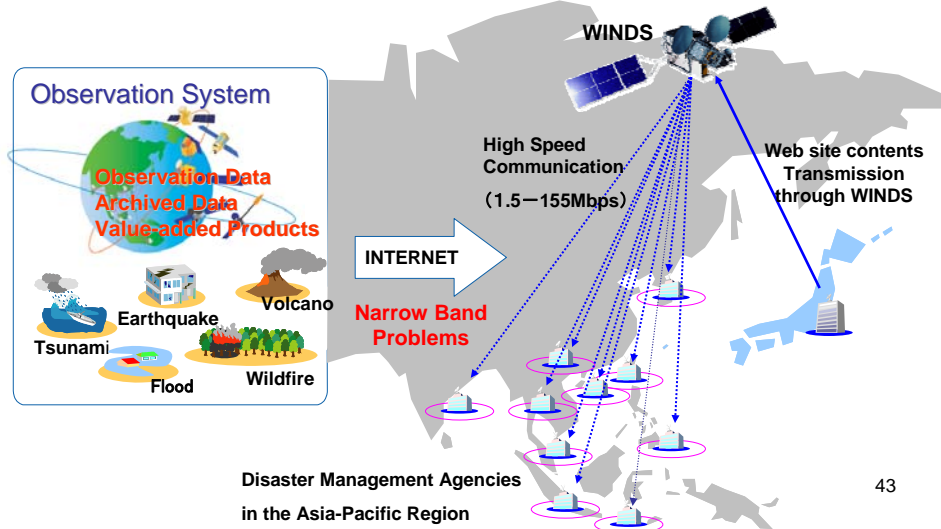 WINDS
Observation System
Observation Data
Archived Data
Value-added Products
Tsunami
Earthquake
Volcano
Flood
Wildfire
INTERNET
Narrow Band
Problems
High Speed
Communication
（1.5－155Mbps）
Web site contents
Transmission
through WINDS
Disaster Management Agencies
in the Asia-Pacific Region
43